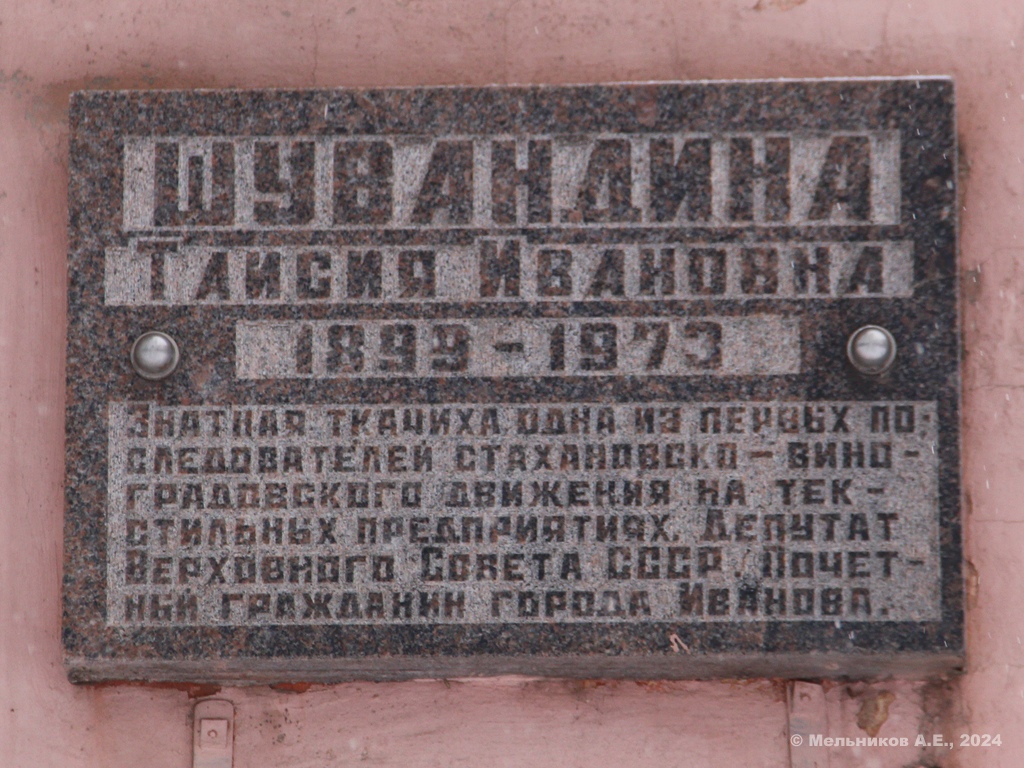 ШУВАНДИНА
ТАИСИЯ ИВАНОВНА
1899-1973
ЗНАТНАЯ ТКАЧИХА, ОДНА ИЗ ПЕРВЫХ ПО-
СЛЕДОВАТЕЛЕЙ СТАХАНОВСКО-ВИНО-
ГРАДОВСКОГО ДВИЖЕНИЯ НА ТЕК-
СТИЛЬНЫХ ПРЕДПРИЯТИЯХ. ДЕПУТАТ
ВЕРХОВНОГО СОВЕТА СССР. ПОЧЕТ-
НЫЙ ГРАЖДАНИН ГОРОДА ИВАНОВА.
© Мельников А.Е., 2024